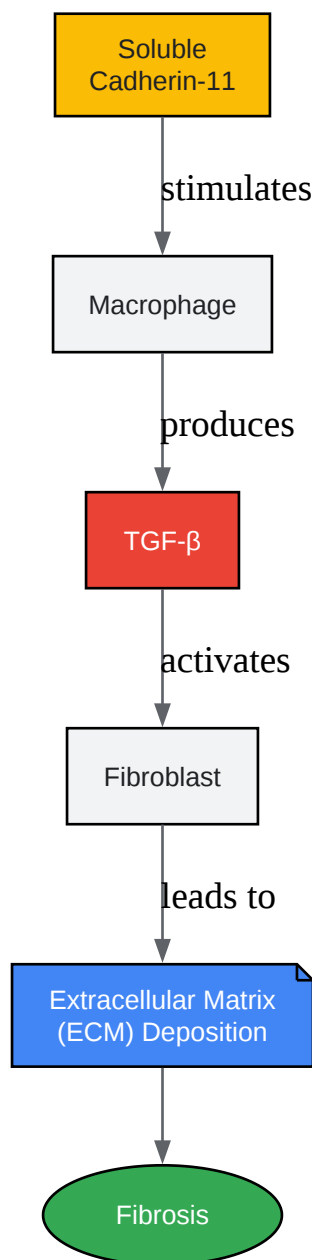 Soluble
Cadherin-11
stimulates
Macrophage
produces
TGF-β
activates
Fibroblast
leads to
Extracellular Matrix
(ECM) Deposition
Fibrosis